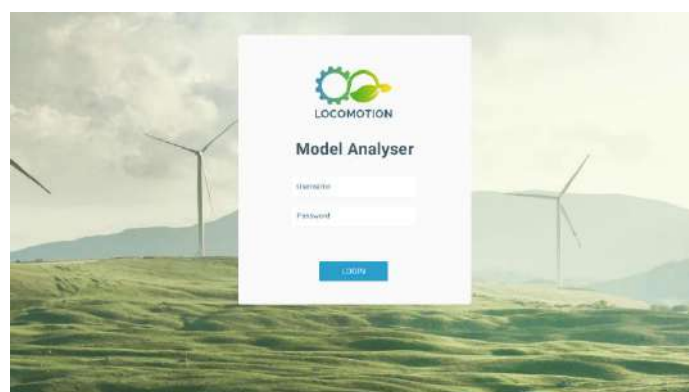 LOCOMOTION
Model Analyser
Username
Password
LOGIN